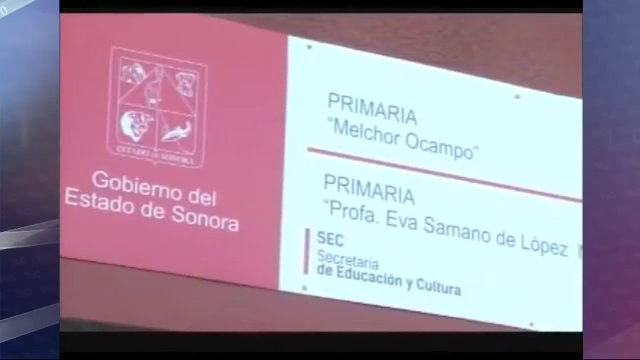 ESTADO DE SONORA
Gobierno del
Estado de Sonora
PRIMARIA
"Melchor Ocampo"
PRIMARIA
"Profa. Eva Samano de López
SEC
Secretaria
de Educación y Cultura